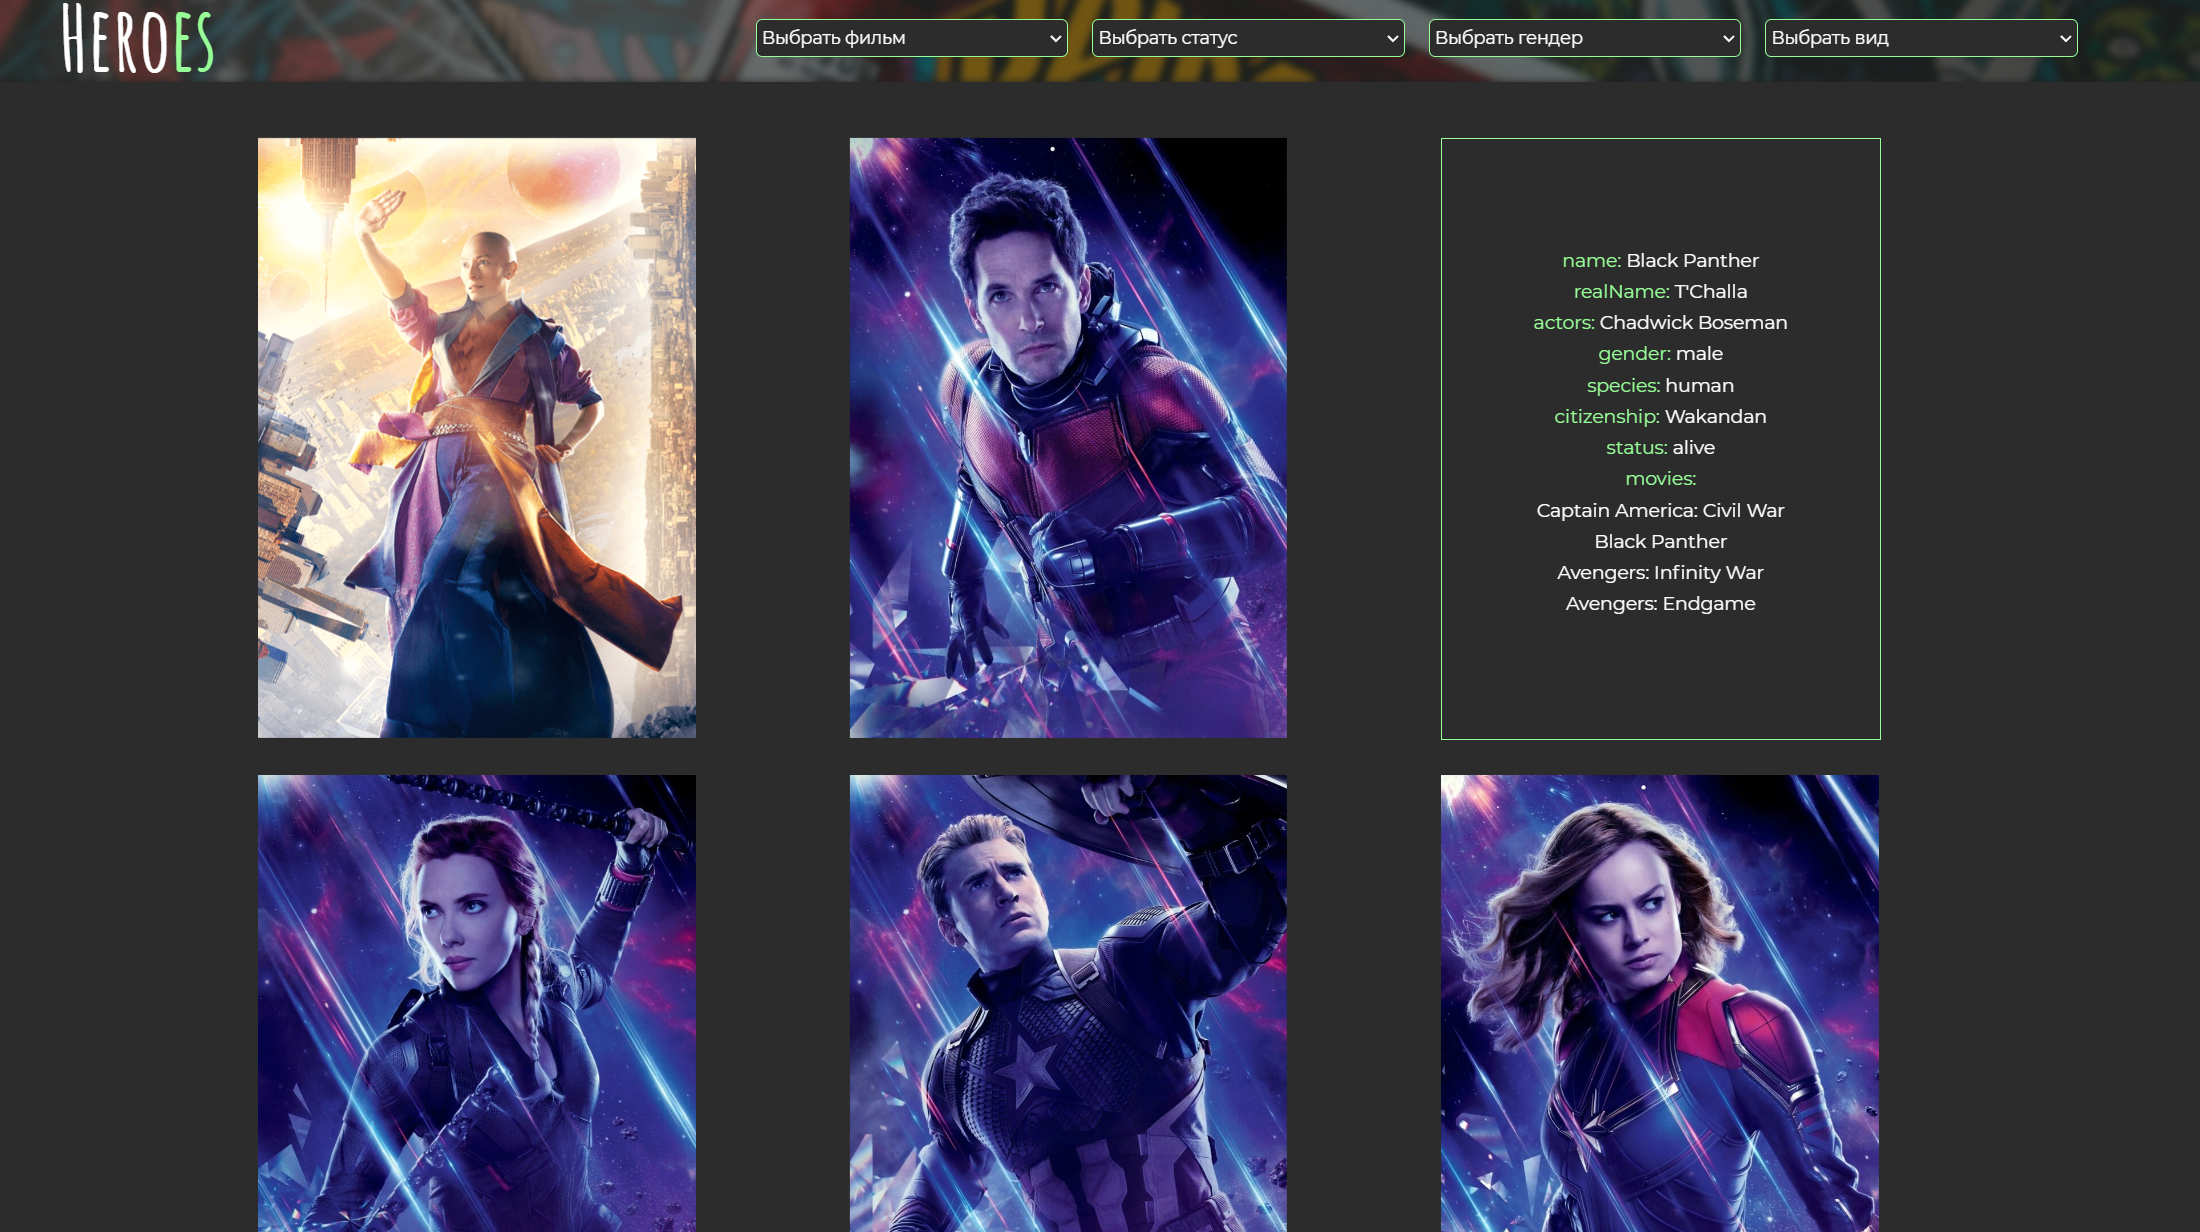 HEROES
Выбрать фильм
Выбрать статус
Выбрать гендер
Выбрать вид
name: Black Panther
realName: T'Challa
actors: Chadwick Boseman
gender: male
species: human
citizenship: Wakandan
status: alive
movies:
Captain America: Civil War
Black Panther
Avengers: Infinity War
Avengers: Endgame